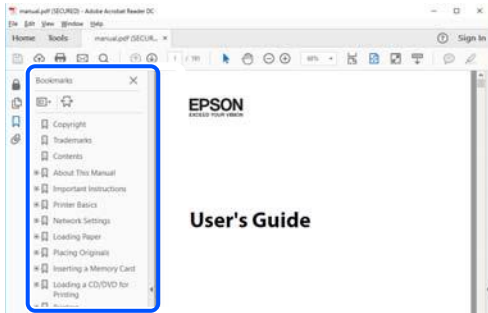 manual.pdf (SECURED) - Adobe Acrobat Reader DC
File Edit View Window Help
Home Tools manual.pdf (SECUR... × Sign In
1 / 181
Bookmarks
Copyright
Trademarks
Contents
About This Manual
Important Instructions
Printer Basics
Network Settings
Loading Paper
Placing Originals
Inserting a Memory Card
Loading a CD/DVD for
Printing
EPSON
EXCEED YOUR VISION
User's Guide